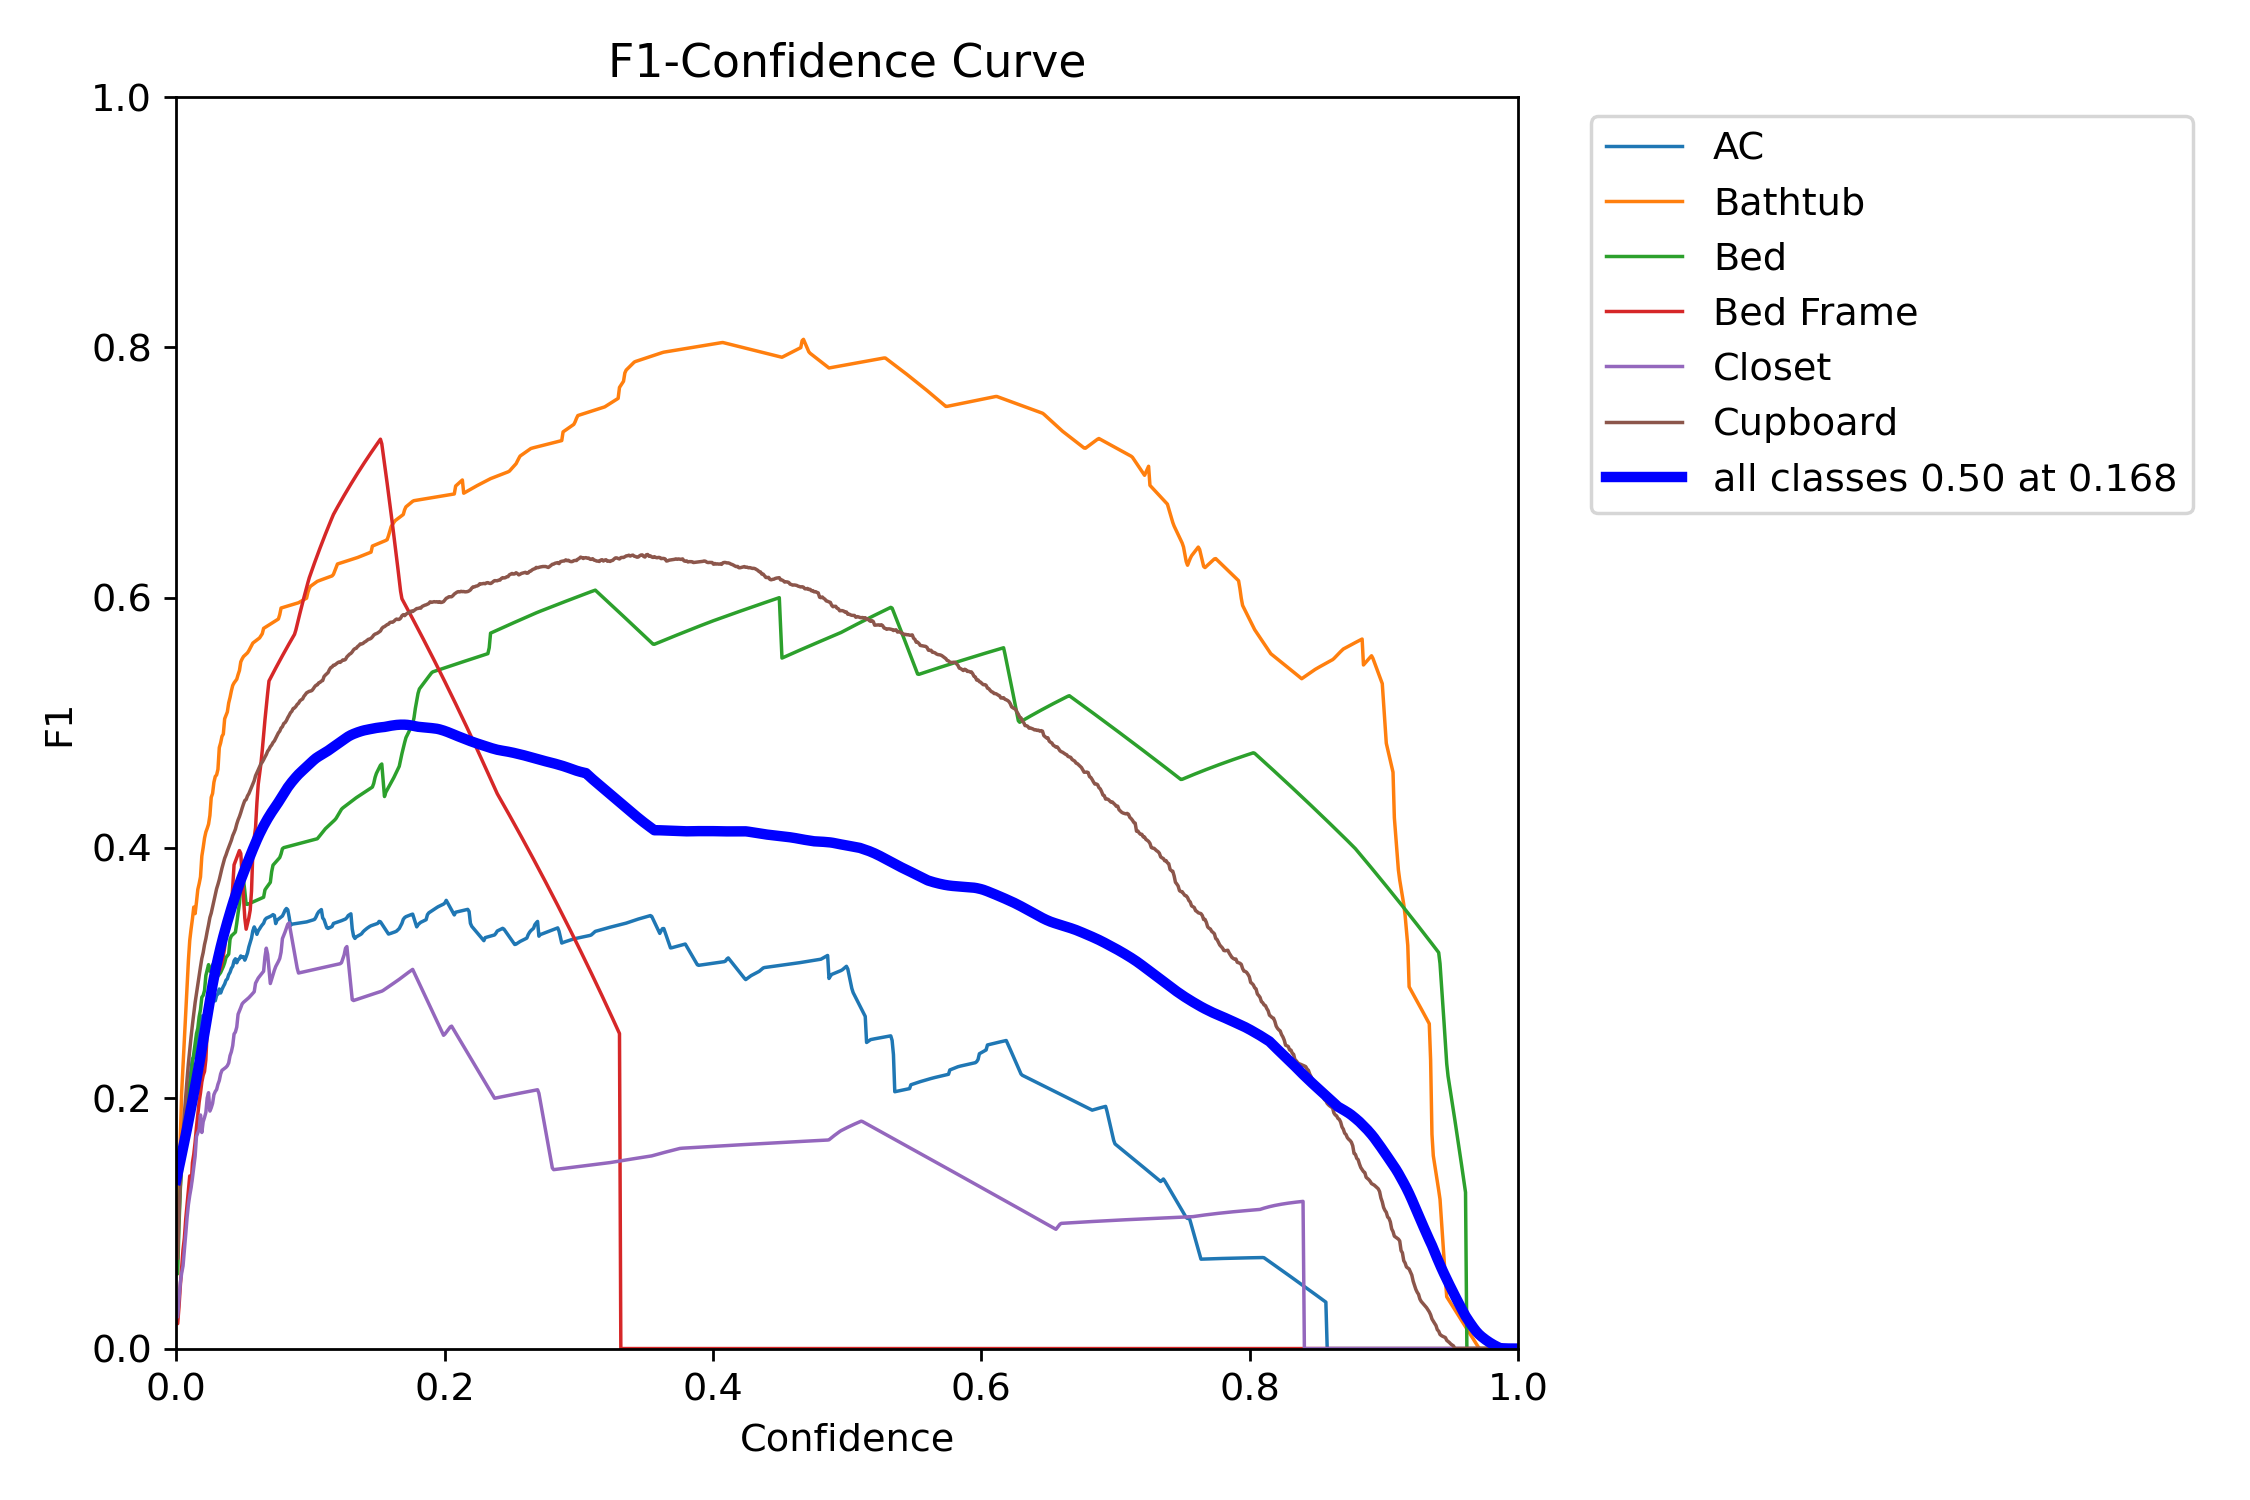 F1-Confidence Curve
1.0
0.8
0.6
0.4
0.2
0.0
F1
0.0 0.2 0.4 0.6 0.8 1.0
Confidence
AC
Bathtub
Bed
Bed Frame
Closet
Cupboard
all classes 0.50 at 0.168